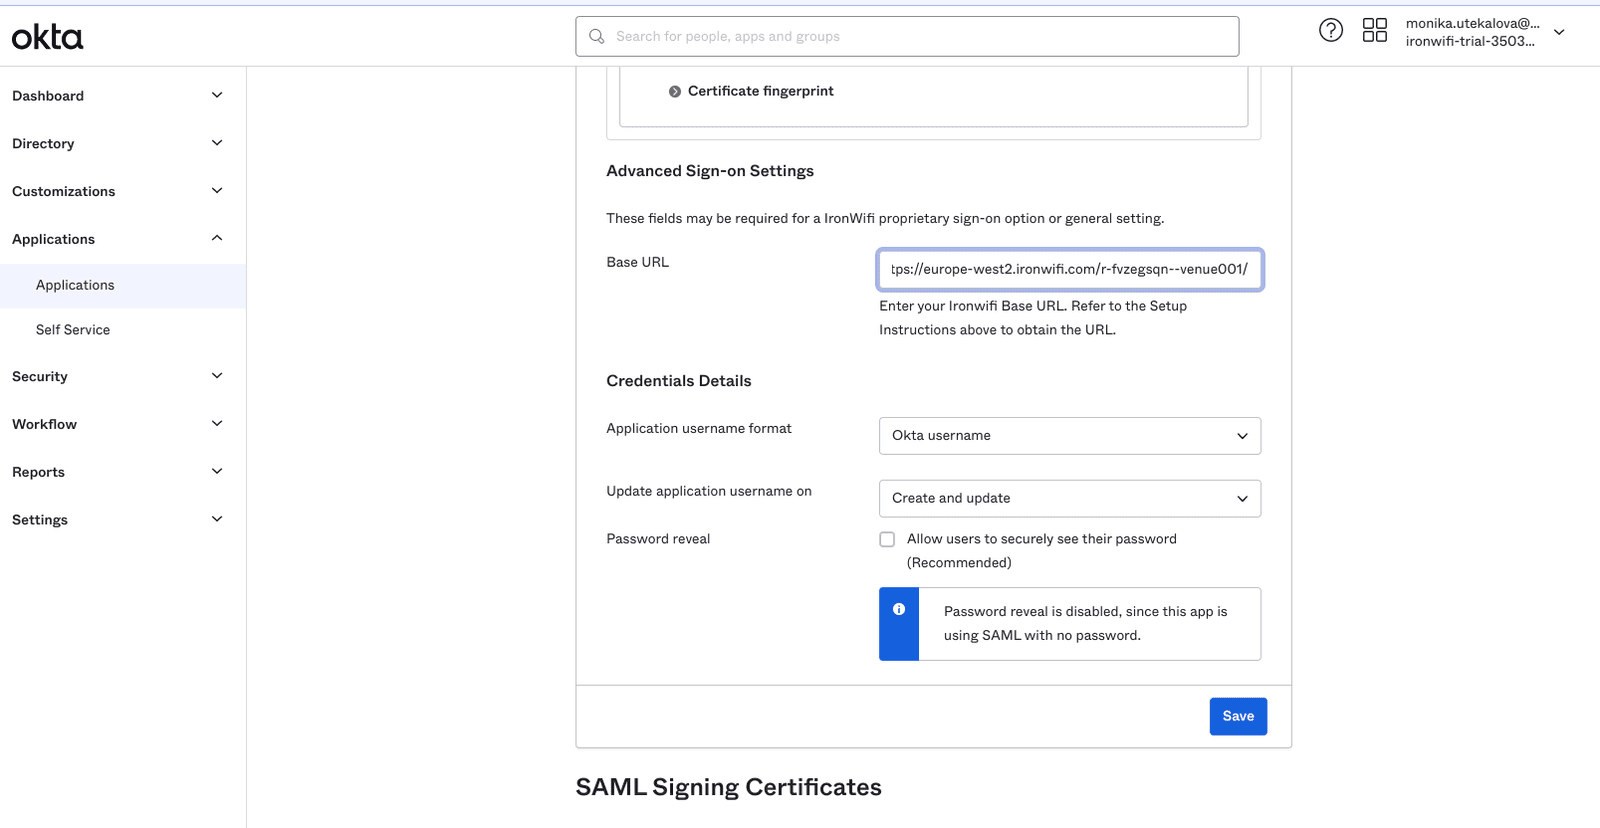 okta
Search for people, apps and groups
monika.utekalova@...
ironwifi-trial-3503...
Dashboard
Directory
Customizations
Applications
Applications
Self Service
Security
Workflow
Reports
Settings
Certificate fingerprint
Advanced Sign-on Settings
These fields may be required for a IronWifi proprietary sign-on option or general setting.
Base URL
tps://europe-west2.ironwifi.com/r-fvzegsqn--venue001/
Enter your Ironwifi Base URL. Refer to the Setup
Instructions above to obtain the URL.
Credentials Details
Application username format
Okta username
Update application username on
Create and update
Password reveal
Allow users to securely see their password
(Recommended)
Password reveal is disabled, since this app is
using SAML with no password.
Save
SAML Signing Certificates